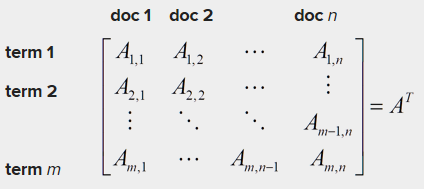 doc 1 doc 2 doc n
term 1 A1,1 A1,2 ⋯ A1,n
term 2 A2,1 A2,2 ⋯ ⋮
⋮ ⋱ ⋱ Am−1,n = A^T
term m Am,1 ⋯ Am,n−1 Am,n